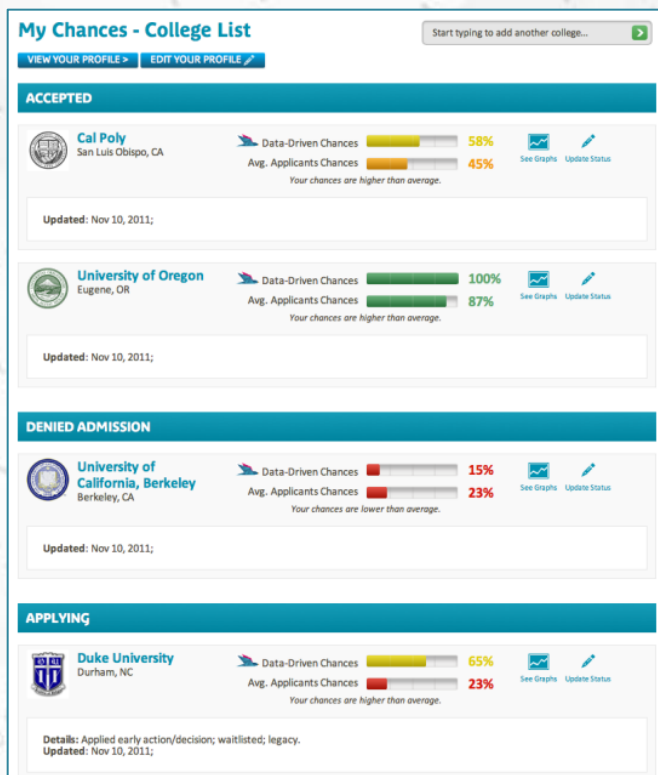 My Chances - College List
Start typing to add another college...
VIEW YOUR PROFILE >
EDIT YOUR PROFILE
ACCEPTED
Cal Poly
San Luis Obispo, CA
Data-Driven Chances 58%
Avg. Applicants Chances 45%
Your chances are higher than average.
See Graphs
Update Status
Updated: Nov 10, 2011;
University of Oregon
Eugene, OR
Data-Driven Chances 100%
Avg. Applicants Chances 87%
Your chances are higher than average.
See Graphs
Update Status
Updated: Nov 10, 2011;
DENIED ADMISSION
University of
California, Berkeley
Berkeley, CA
Data-Driven Chances 15%
Avg. Applicants Chances 23%
Your chances are lower than average.
See Graphs
Update Status
Updated: Nov 10, 2011;
APPLYING
Duke University
Durham, NC
Data-Driven Chances 65%
Avg. Applicants Chances 23%
Your chances are higher than average.
See Graphs
Update Status
Details: Applied early action/decision; waitlisted; legacy.
Updated: Nov 10, 2011;